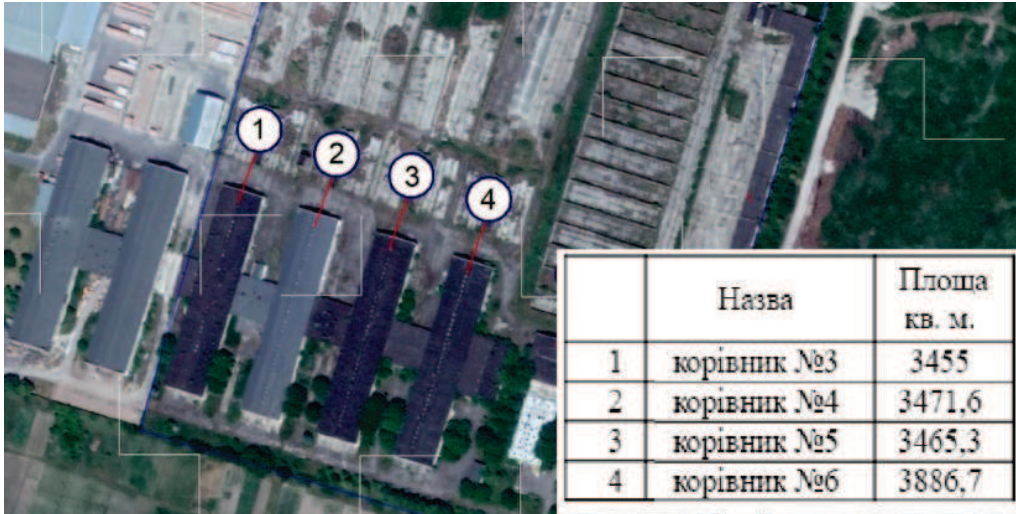 1
2
3
4
Назва Площа
кв. м.
1 корівник №3 3455
2 корівник №4 3471,6
3 корівник №5 3465,3
4 корівник №6 3886,7